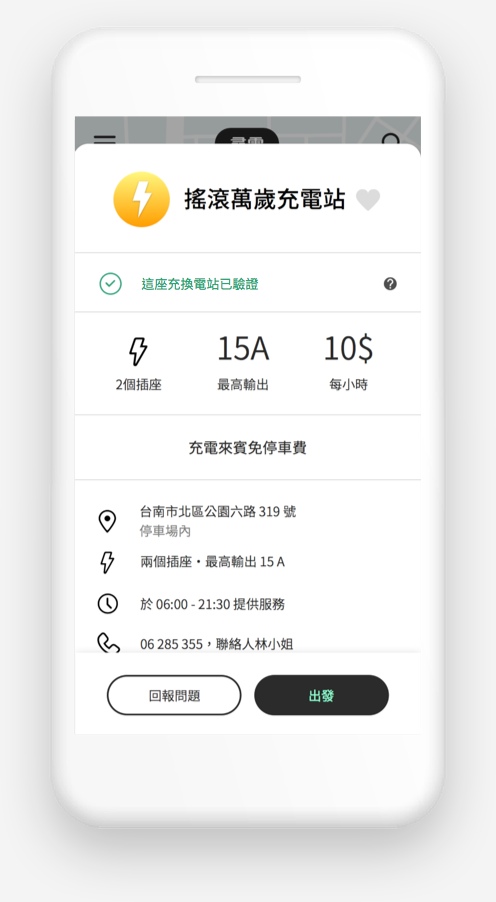 搖滾萬歲充電站
這座充換電站已驗證
?
15A
10$
2個插座
最高輸出
每小時
充電來賓免停車費
台南市北區公園六路 319 號
停車場內
兩個插座・最高輸出 15 A
於 06:00 - 21:30 提供服務
06 285 355，聯絡人林小姐
回報問題
出發